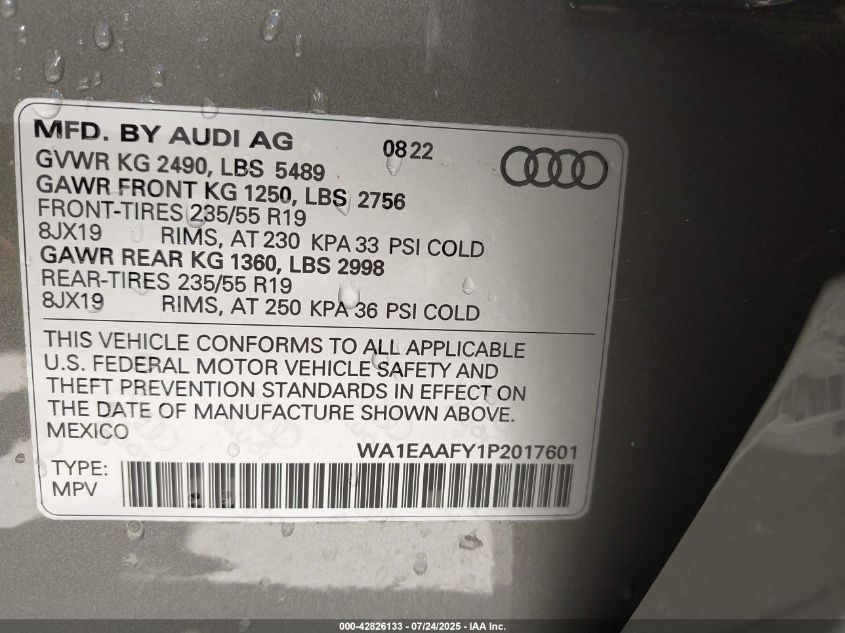 MFD. BY AUDI AG 08 22
GVWR KG 2490, LBS 5489
GAWR FRONT KG 1250, LBS 2756
FRONT-TIRES 235/55 R19
8JX19 RIMS, AT 230 KPA 33 PSI COLD
GAWR REAR KG 1360, LBS 2998
REAR-TIRES 235/55 R19
8JX19 RIMS, AT 250 KPA 36 PSI COLD
THIS VEHICLE CONFORMS TO ALL APPLICABLE
U.S. FEDERAL MOTOR VEHICLE SAFETY AND
THEFT PREVENTION STANDARDS IN EFFECT ON
THE DATE OF MANUFACTURE SHOWN ABOVE.
MEXICO
WA1EAAFY1P2017601
TYPE:
MPV
000-42826133 - 07/24/2025 - IAA Inc.